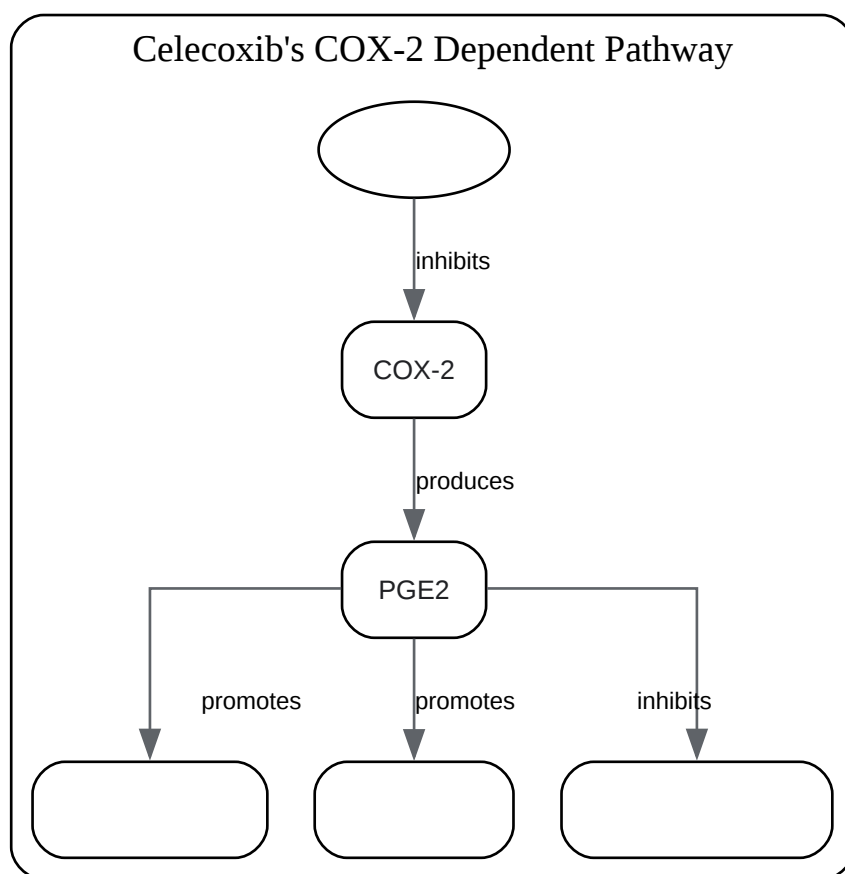 Celecoxib's COX-2 Dependent Pathway
inhibits
COX-2
produces
PGE2
promotes
promotes
inhibits